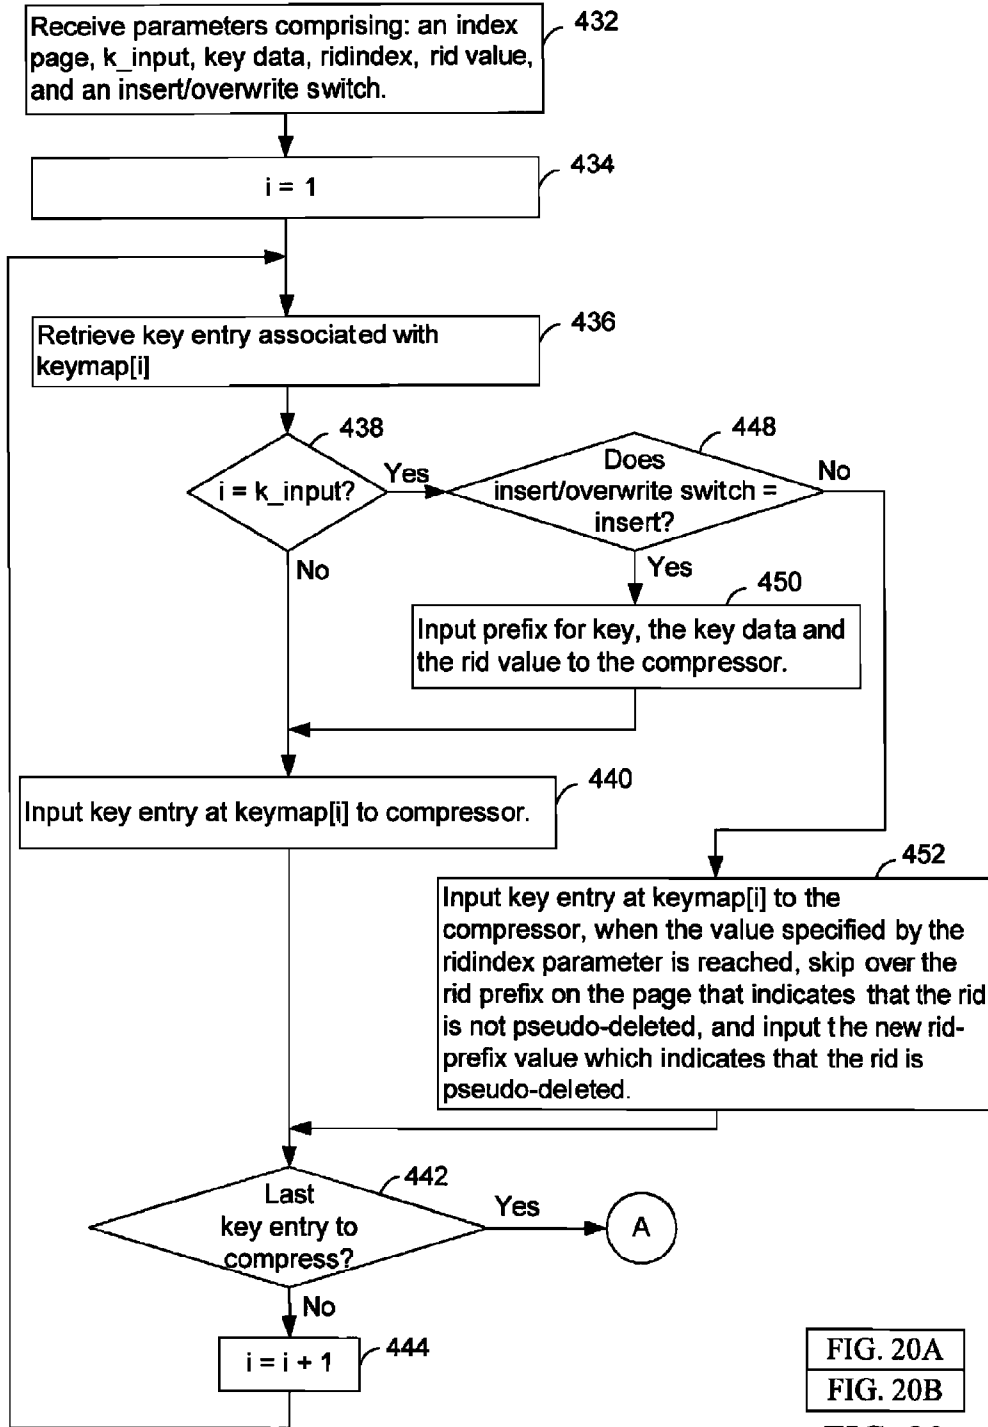 Receive parameters comprising: an index
page, k_input, key data, ridindex, rid value,
and an insert/overwrite switch.
432
i = 1
434
Retrieve key entry associated with
keymap[i]
436
i = k_input?
438
Yes
No
Does
insert/overwrite switch =
insert?
448
No
Yes
Input prefix for key, the key data and
the rid value to the compressor.
450
Input key entry at keymap[i] to compressor.
440
Input key entry at keymap[i] to the
compressor, when the value specified by the
ridindex parameter is reached, skip over the
rid prefix on the page that indicates that the rid
is not pseudo-deleted, and input the new rid-
prefix value which indicates that the rid is
pseudo-deleted.
452
Last
key entry to
compress?
442
Yes
A
No
i = i + 1
444
FIG. 20A
FIG. 20B